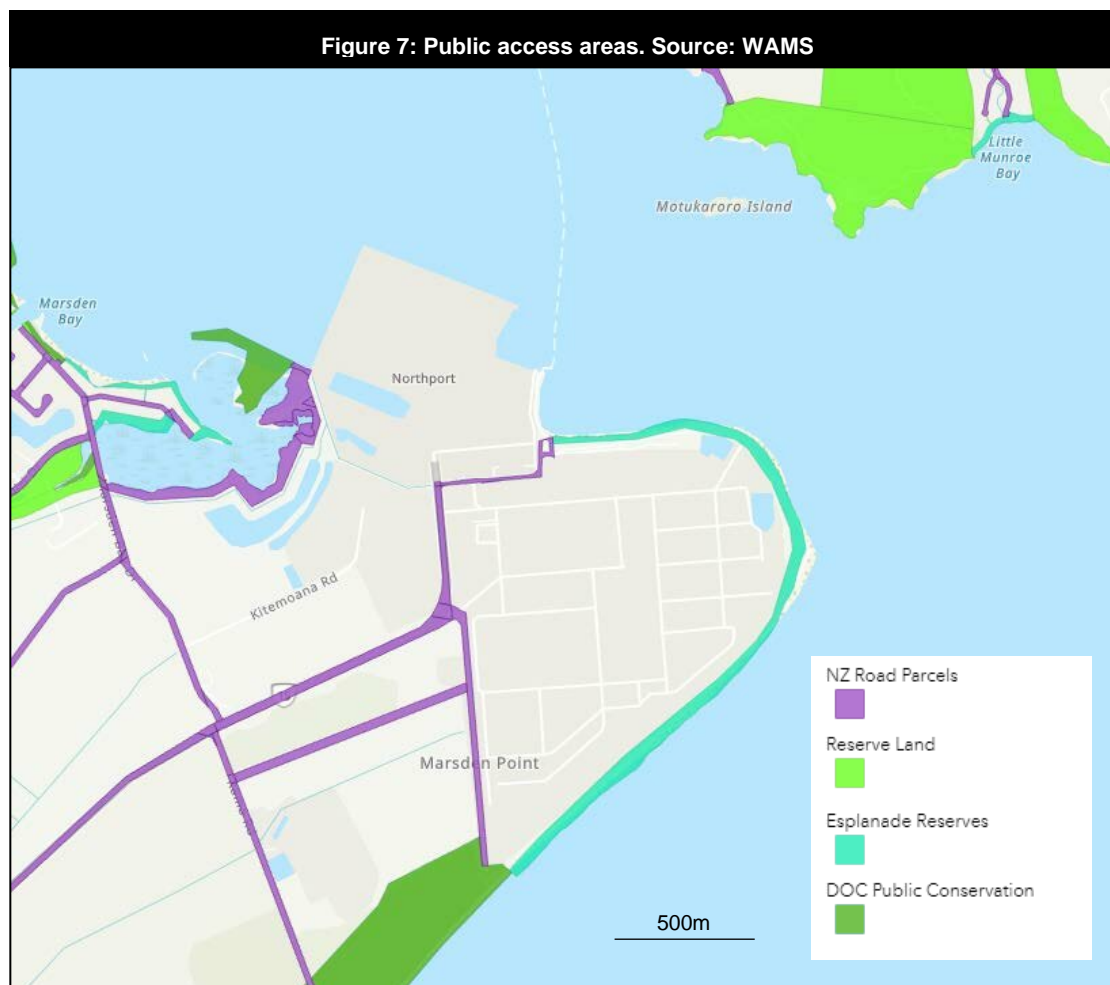 Figure 7: Public access areas. Source: WAMS
Little
Munroe
Bay
Motukaroro Island
Marsden
Bay
Northport
Kitemoana Rd
Marsden Point
NZ Road Parcels
Reserve Land
Esplanade Reserves
DOC Public Conservation
500m